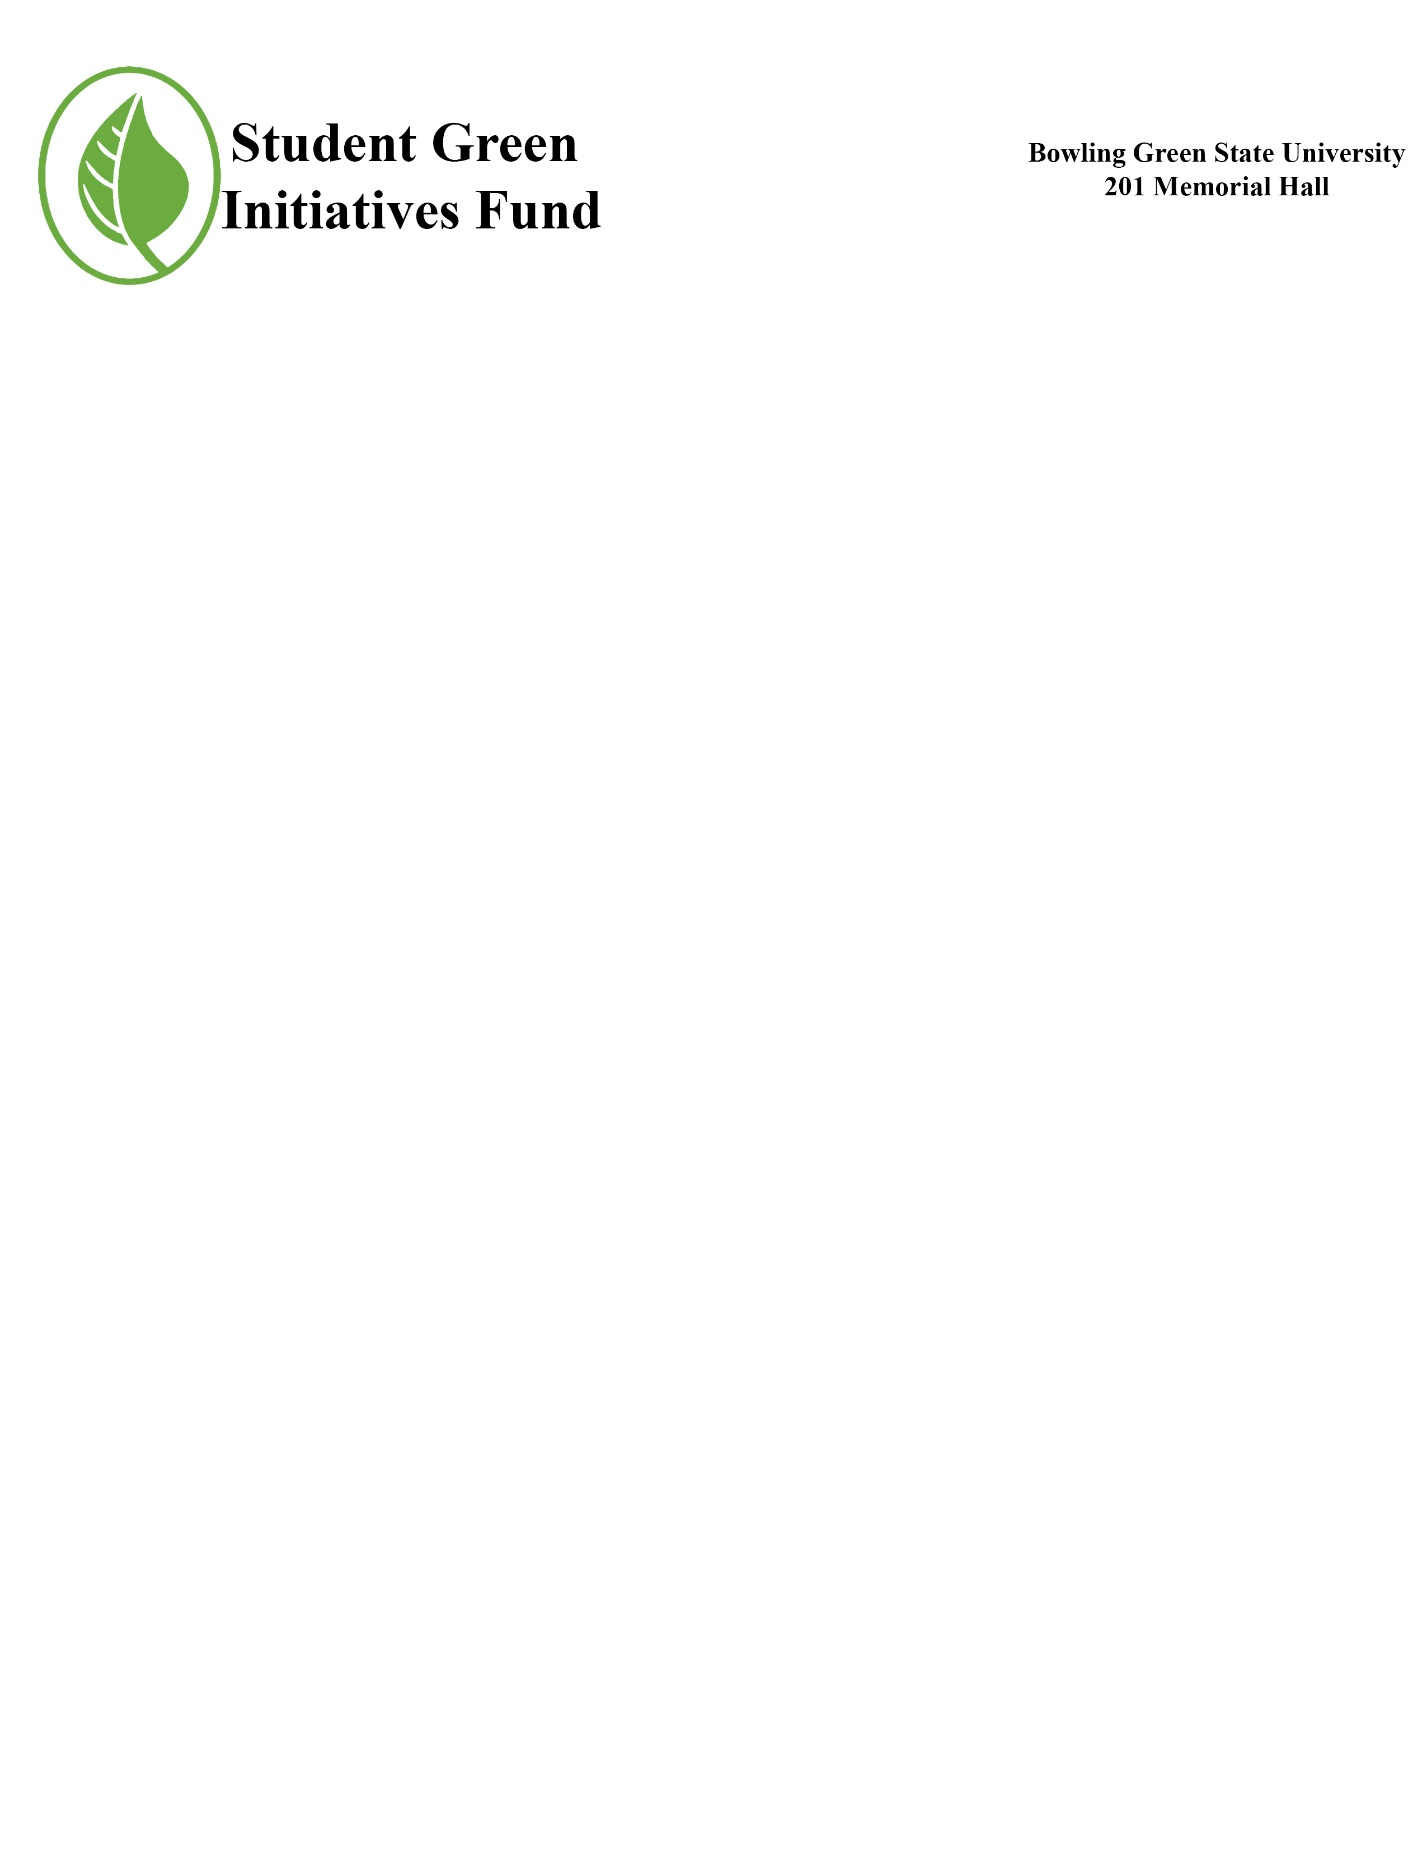 Student Green
Initiatives Fund
Bowling Green State University
201 Memorial Hall